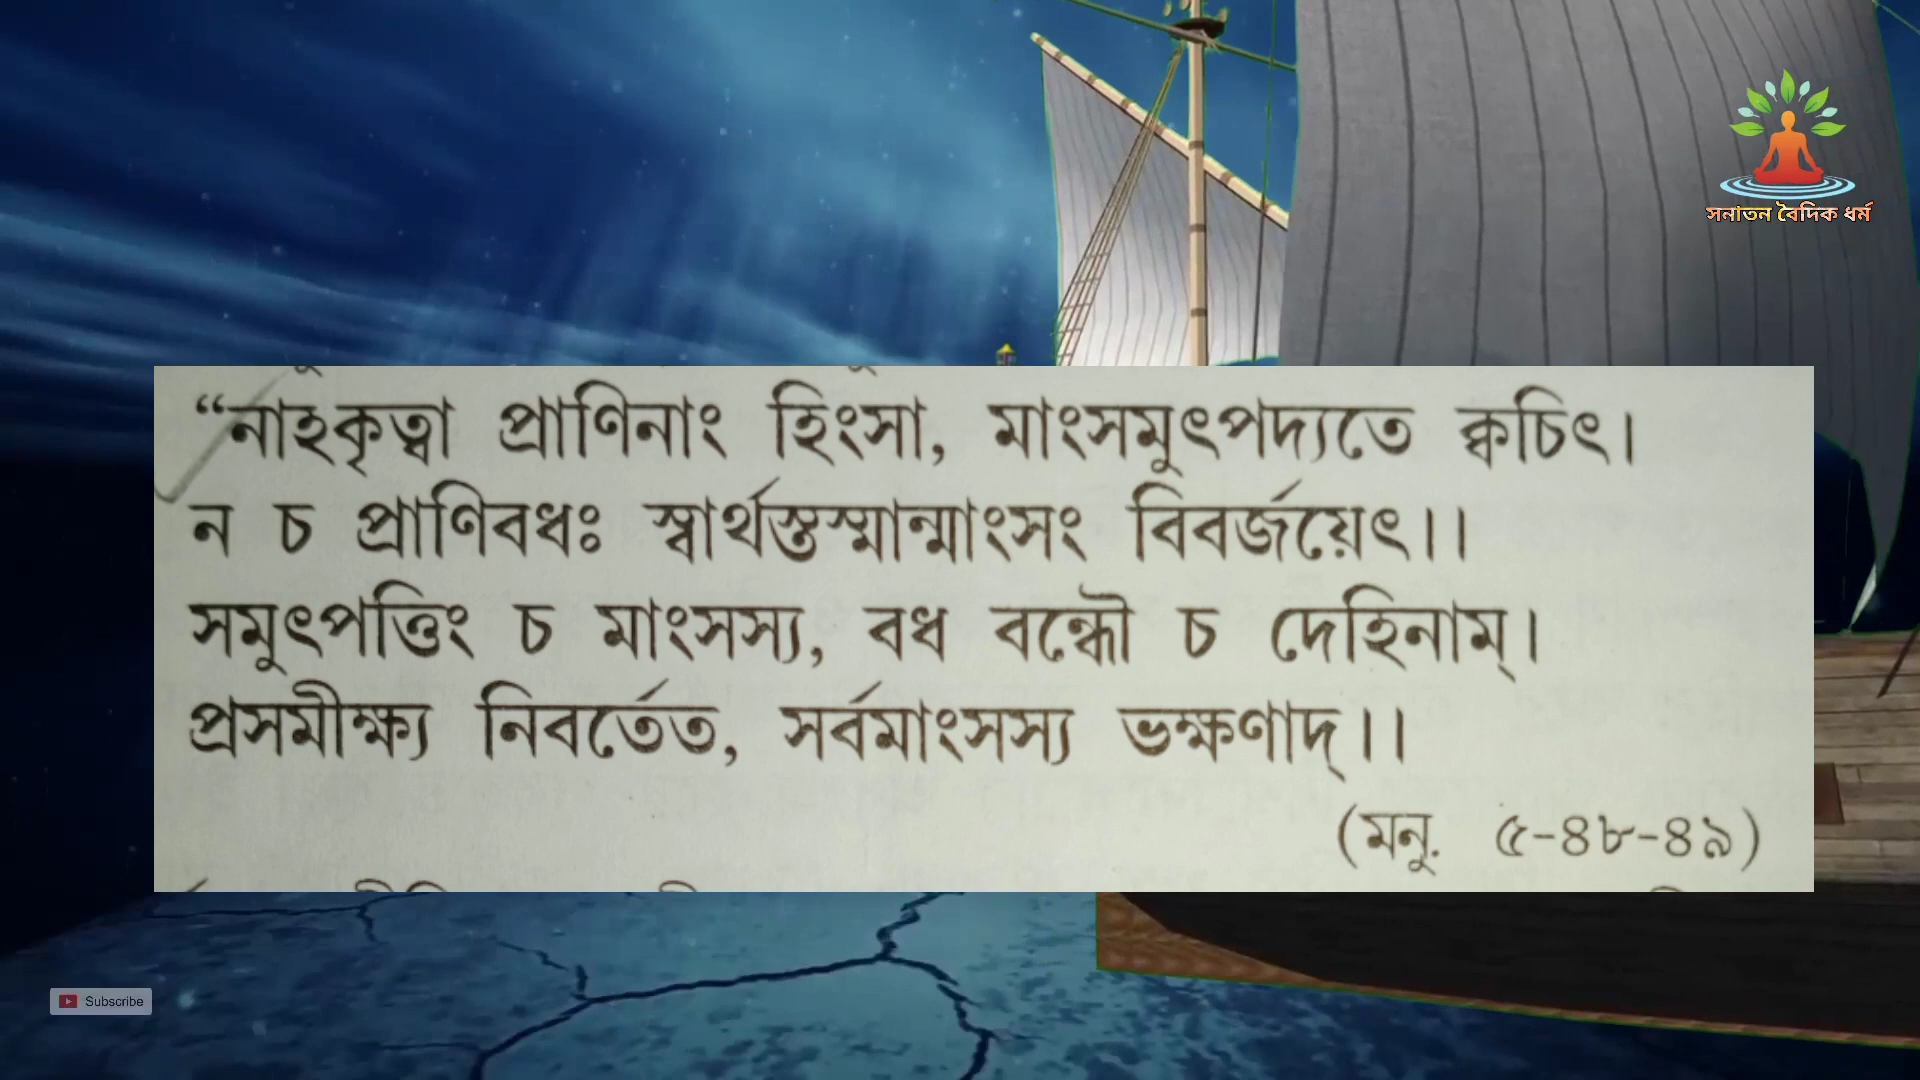 সনাতন বৈদিক ধর্ম
“নাহকৃত্বা প্রাণিনাং হিংসা, মাংসমুৎপদ্যতে ক্বচিৎ।
ন চ প্রাণিবধঃ স্বার্থস্তস্মান্মাংসং বিবর্জয়েৎ।।
সমুৎপত্তিং চ মাংসস্য, বধ বন্ধৌ চ দেহিনাম্।
প্রসমীক্ষ্য নিবর্তেত, সর্বমাংসস্য ভক্ষণাদ্।।
(মনু. ৫-৪৮-৪৯)
Subscribe